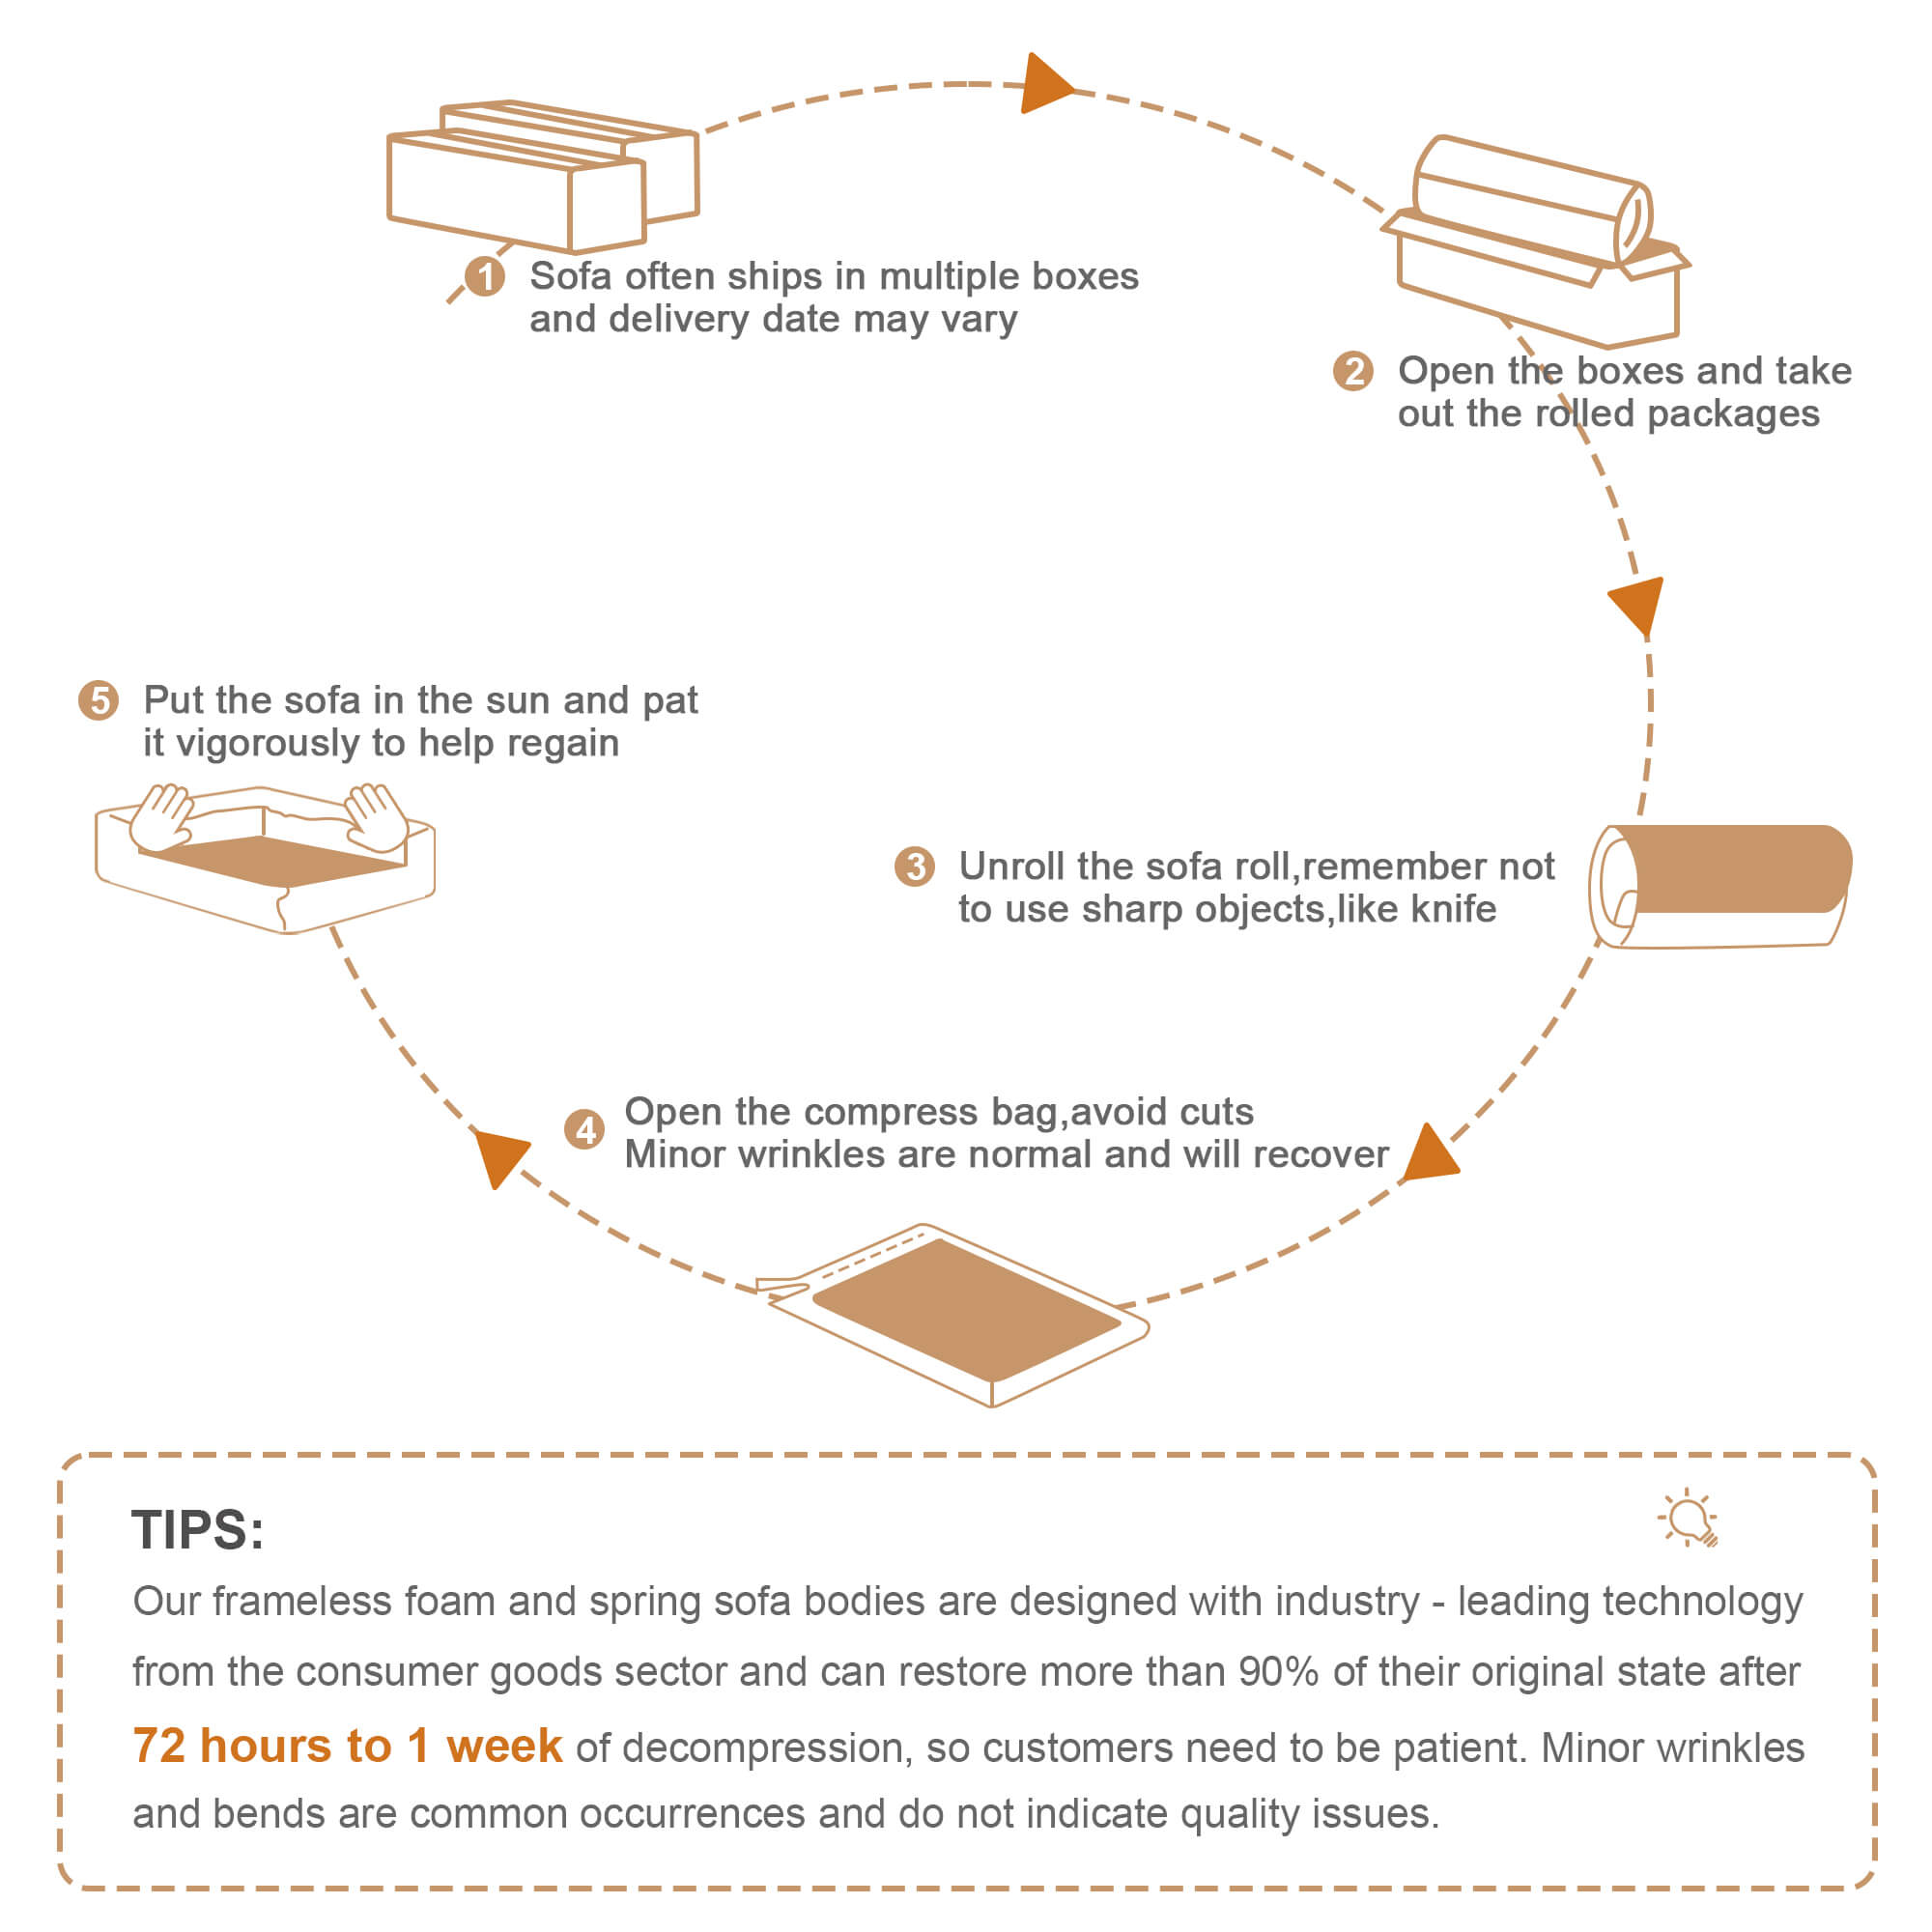 1 Sofa often ships in multiple boxes
and delivery date may vary
2 Open the boxes and take
out the rolled packages
3 Unroll the sofa roll,remember not
to use sharp objects,like knife
4 Open the compress bag,avoid cuts
Minor wrinkles are normal and will recover
5 Put the sofa in the sun and pat
it vigorously to help regain
TIPS:
Our frameless foam and spring sofa bodies are designed with industry - leading technology
from the consumer goods sector and can restore more than 90% of their original state after
72 hours to 1 week of decompression, so customers need to be patient. Minor wrinkles
and bends are common occurrences and do not indicate quality issues.